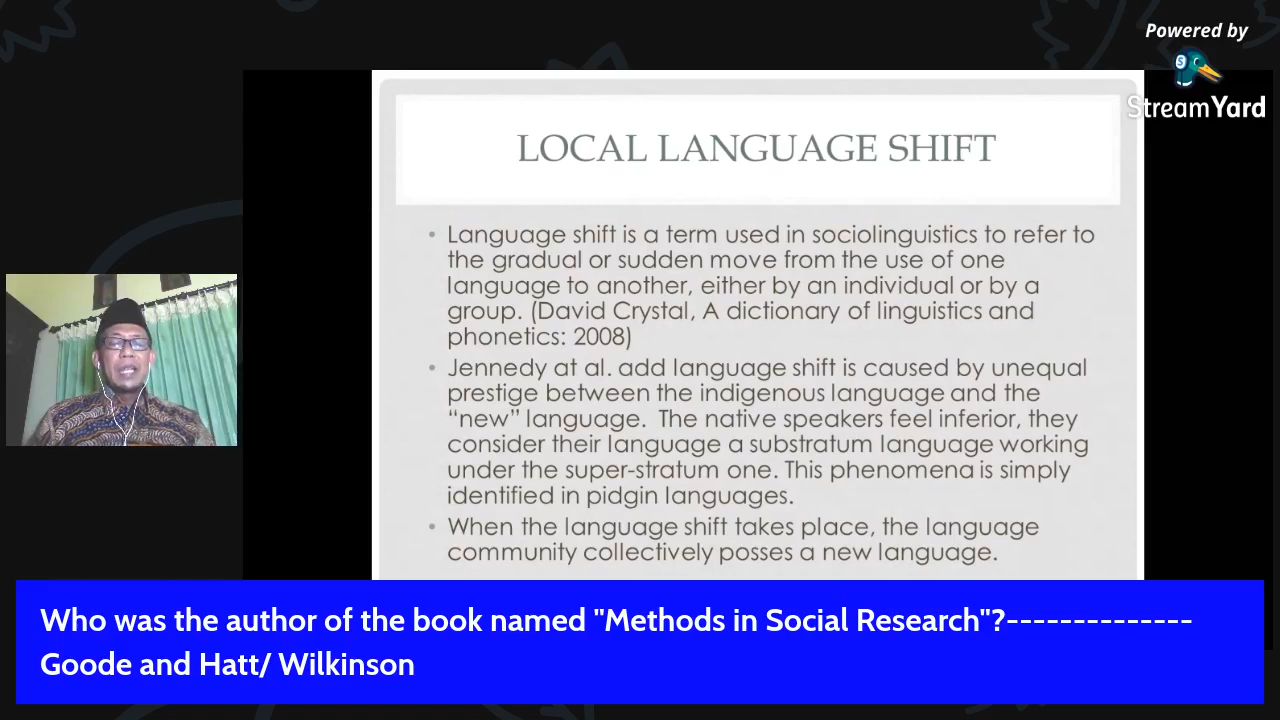 Powered by
StreamYard
LOCAL LANGUAGE SHIFT
• Language shift is a term used in sociolinguistics to refer to
the gradual or sudden move from the use of one
language to another, either by an individual or by a
group. (David Crystal, A dictionary of linguistics and
phonetics: 2008)
• Jennedy at al. add language shift is caused by unequal
prestige between the indigenous language and the
“new” language.  The native speakers feel inferior, they
consider their language a substratum language working
under the super-stratum one. This phenomena is simply
identified in pidgin languages.
• When the language shift takes place, the language
community collectively posses a new language.
Who was the author of the book named "Methods in Social Research"?--------------
Goode and Hatt/ Wilkinson